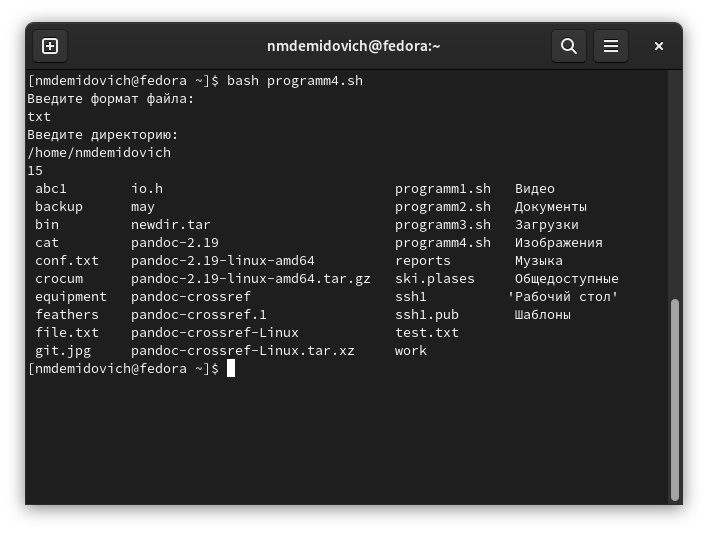 nmdemidovich@fedora:~
[nmdemidovich@fedora ~]$ bash programm4.sh
Введите формат файла:
txt
Введите директорию:
/home/nmdemidovich
15
 abc1        io.h                             programm1.sh   Видео
 backup      may                              programm2.sh   Документы
 bin         newdir.tar                       programm3.sh   Загрузки
 cat         pandoc-2.19                      programm4.sh   Изображения
 conf.txt    pandoc-2.19-linux-amd64          reports        Музыка
 crocum      pandoc-2.19-linux-amd64.tar.gz   ski.plases     Общедоступные
 equipment   pandoc-crossref                  ssh1          'Рабочий стол'
 feathers    pandoc-crossref.1                ssh1.pub       Шаблоны
 file.txt    pandoc-crossref-Linux            test.txt
 git.jpg     pandoc-crossref-Linux.tar.xz     work
[nmdemidovich@fedora ~]$